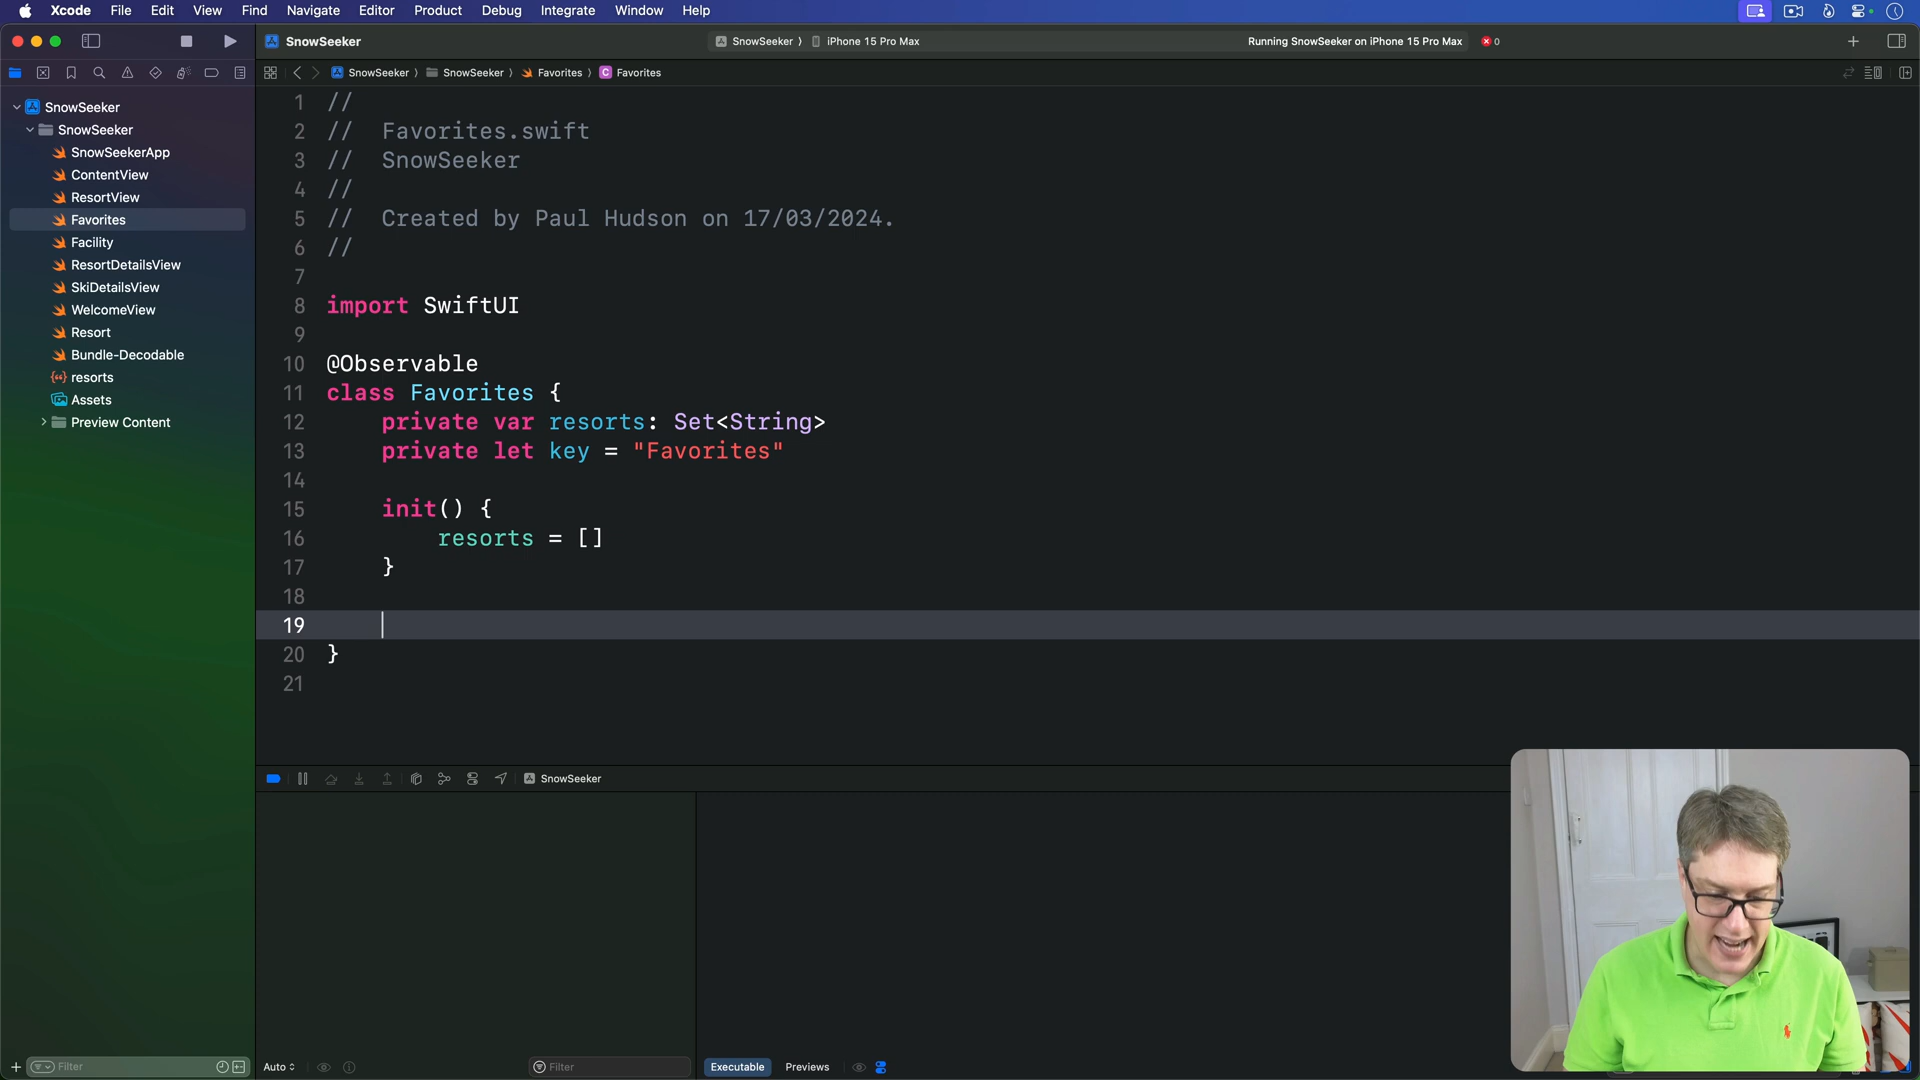 Xcode File Edit View Find Navigate Editor Product Debug Integrate Window Help
SnowSeeker
SnowSeeker 〉 iPhone 15 Pro Max
Running SnowSeeker on iPhone 15 Pro Max
0
SnowSeeker 〉 SnowSeeker 〉 Favorites 〉 C Favorites
SnowSeeker
SnowSeeker
SnowSeekerApp
ContentView
ResortView
Favorites
Facility
ResortDetailsView
SkiDetailsView
WelcomeView
Resort
Bundle-Decodable
resorts
Assets
Preview Content
1 //
2 //  Favorites.swift
3 //  SnowSeeker
4 //
5 //  Created by Paul Hudson on 17/03/2024.
6 //
7
8 import SwiftUI
9
10 @Observable
11 class Favorites {
12     private var resorts: Set<String>
13     private let key = "Favorites"
14
15     init() {
16         resorts = []
17     }
18
19
20 }
21
SnowSeeker
Filter
Auto
Filter
Executable Previews